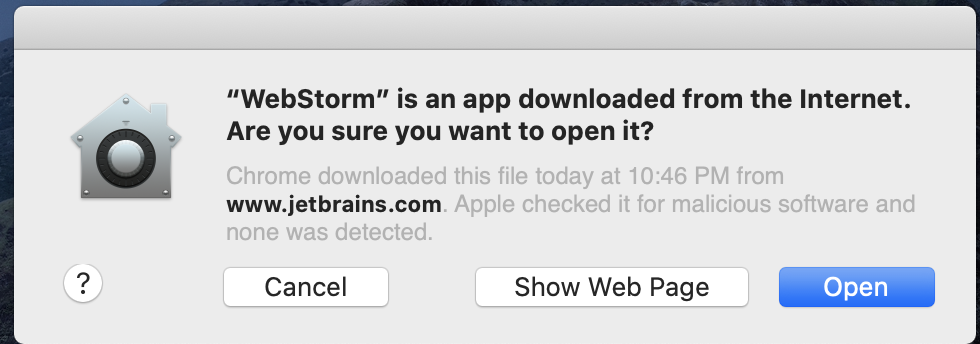 “WebStorm” is an app downloaded from the Internet.
Are you sure you want to open it?
Chrome downloaded this file today at 10:46 PM from
www.jetbrains.com. Apple checked it for malicious software and
none was detected.
?
Cancel
Show Web Page
Open